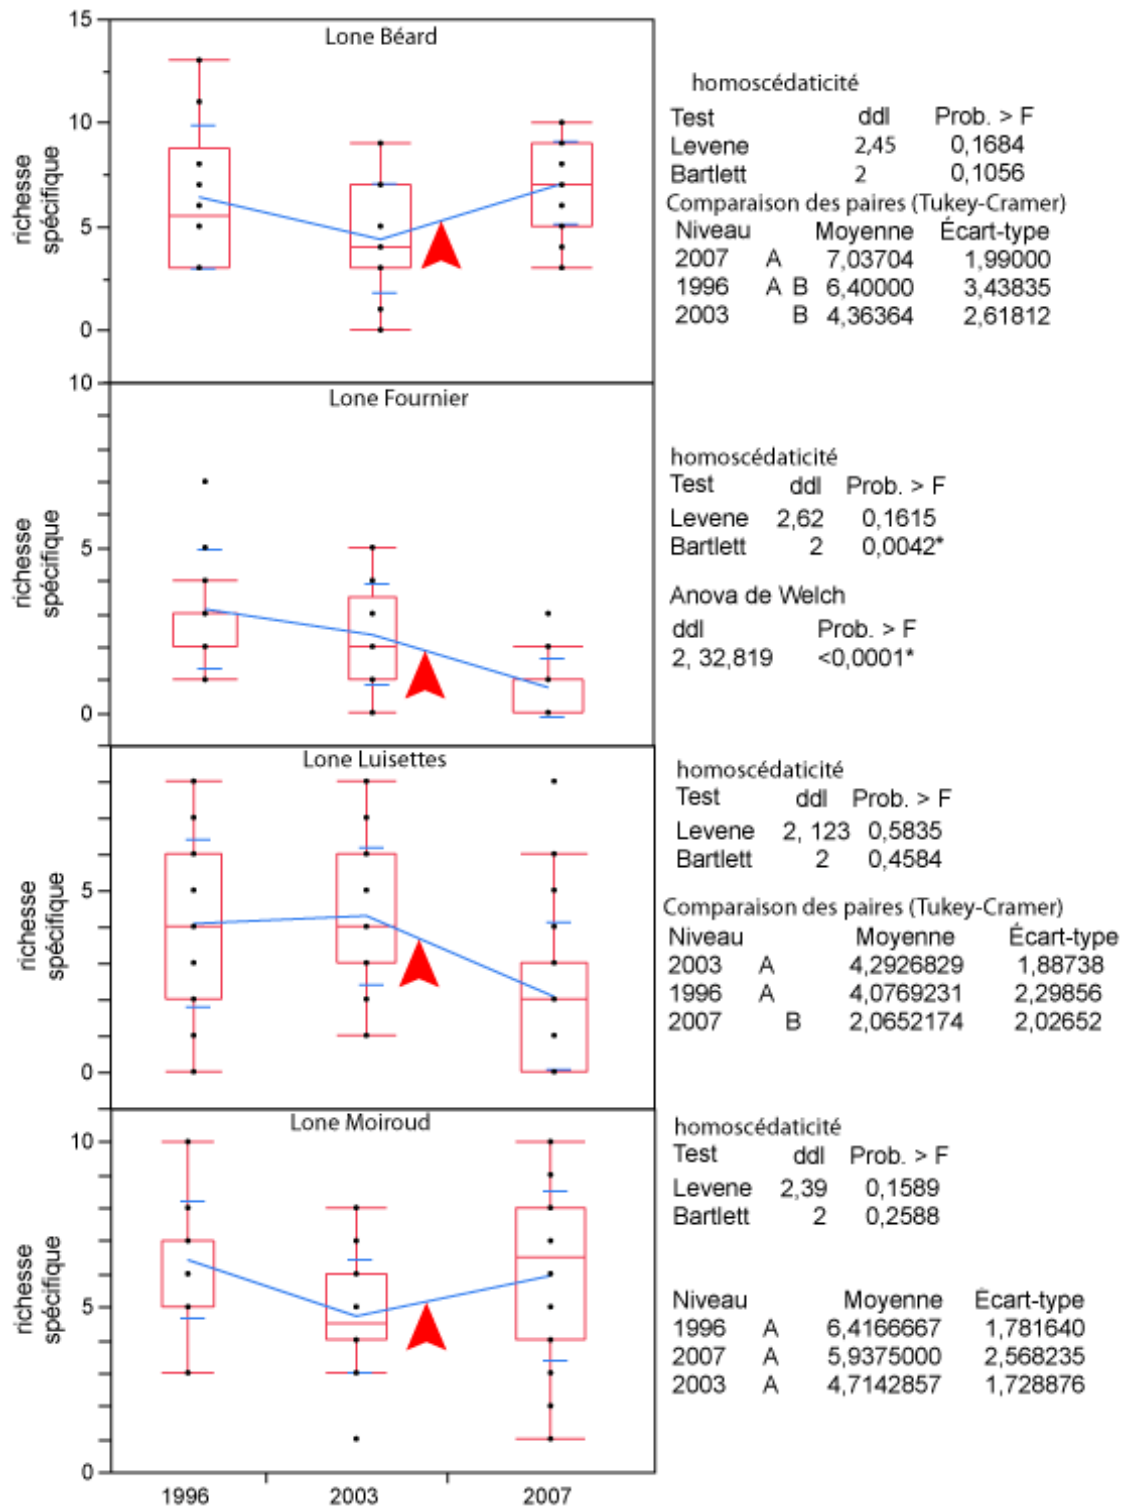 Lone Béard
15
10
5
0
richesse
spécifique
homoscédaticité
Test ddl Prob. > F
Levene 2,45 0,1684
Bartlett 2 0,1056
Comparaison des paires (Tukey-Cramer)
Niveau Moyenne Écart-type
2007 A 7,03704 1,99000
1996 A B 6,40000 3,43835
2003 B 4,36364 2,61812
Lone Fournier
10
5
0
richesse
spécifique
homoscédaticité
Test ddl Prob. > F
Levene 2,62 0,1615
Bartlett 2 0,0042*
Anova de Welch
ddl Prob. > F
2, 32,819 <0,0001*
Lone Luisettes
5
0
richesse
spécifique
homoscédaticité
Test ddl Prob. > F
Levene 2, 123 0,5835
Bartlett 2 0,4584
Comparaison des paires (Tukey-Cramer)
Niveau Moyenne Écart-type
2003 A 4,2926829 1,88738
1996 A 4,0769231 2,29856
2007 B 2,0652174 2,02652
Lone Moiroud
10
5
0
richesse
spécifique
homoscédaticité
Test ddl Prob. > F
Levene 2,39 0,1589
Bartlett 2 0,2588
Niveau Moyenne Écart-type
1996 A 6,4166667 1,781640
2007 A 5,9375000 2,568235
2003 A 4,7142857 1,728876
1996 2003 2007